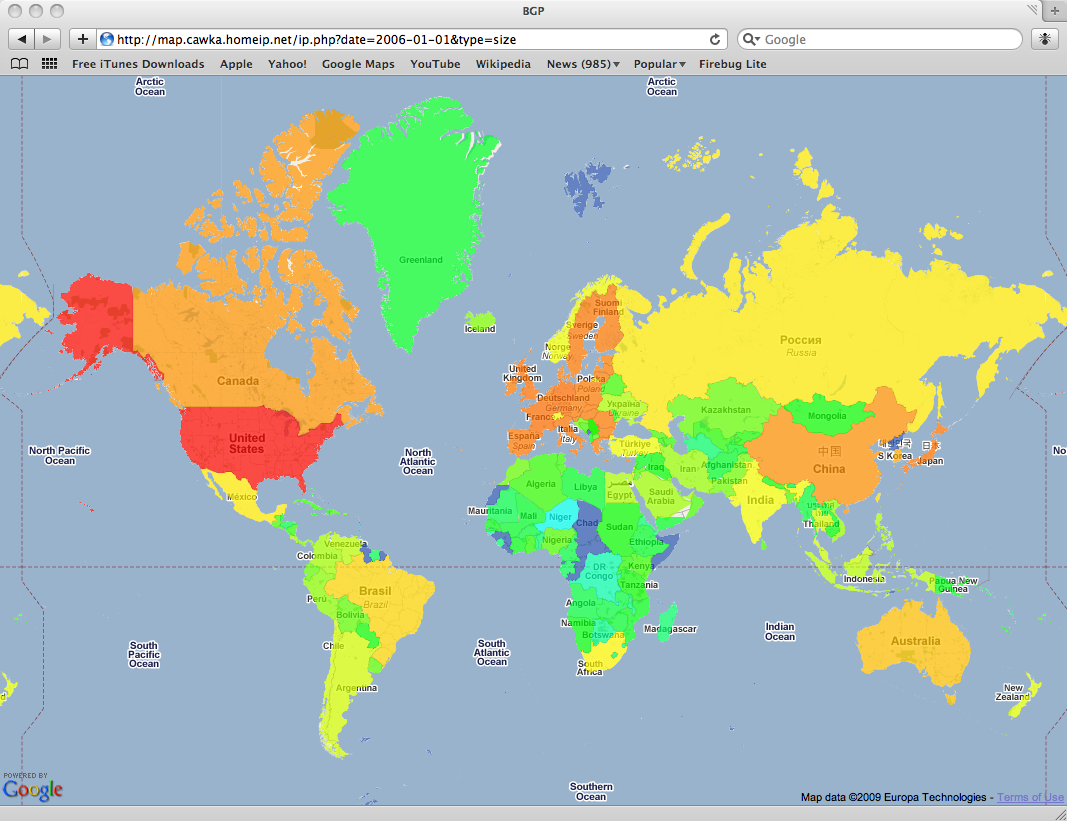 BGP
http://map.cawka.homeip.net/ip.php?date=2006-01-01&type=size
Google
Free iTunes Downloads Apple Yahoo! Google Maps YouTube Wikipedia News (985)▾ Popular▾ Firebug Lite
Arctic
Ocean
Arctic
Ocean
Greenland
Iceland
Suomi
Finland
Sverige
Sweden
Norge
Norway
Россия
Russia
United
Kingdom
Polska
Poland
Deutschland
Germany
Україна
Ukraine
France
Canada
Kazakhstan
Mongolia
Italia
Italy
España
Spain
Türkiye
Turkey
United
States
North Pacific
Ocean
North
Atlantic
Ocean
中国
China
S Korea
日本
Japan
No
Iraq
Iran
Afghanistan
Pakistan
Algeria
Libya
Egypt
Saudi
Arabia
India
México
Mauritania
Mali
Niger
Chad
Sudan
Nigeria
Ethiopia
Thailand
Venezuela
Colombia
DR
Congo
Kenya
Tanzania
Indonesia
Papua New
Guinea
Perú
Brasil
Brazil
Bolivia
Angola
Namibia
Botswana
Madagascar
Indian
Ocean
Australia
South
Pacific
Ocean
Chile
South
Atlantic
Ocean
South
Africa
Argentina
New
Zealand
d
Southern
Ocean
POWERED BY
Google
Map data ©2009 Europa Technologies - Terms of Use